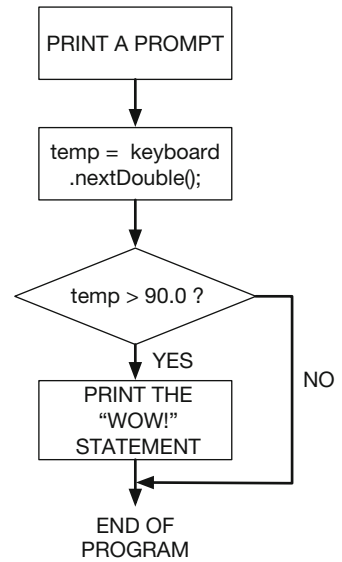 PRINT A PROMPT
temp = keyboard
.nextDouble();
temp > 90.0 ?
YES
NO
PRINT THE
“WOW!”
STATEMENT
END OF
PROGRAM